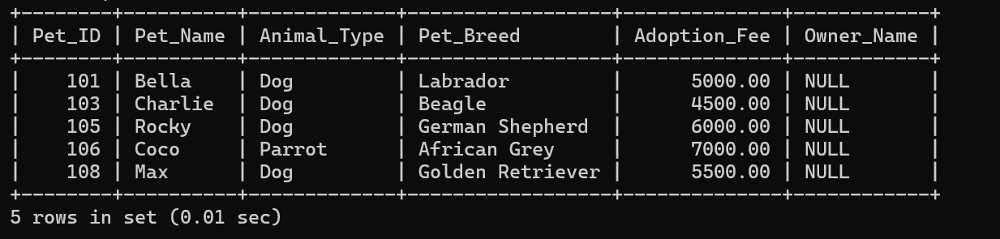 +---------+-----------+--------------+------------------+--------------+------------+
| Pet_ID | Pet_Name | Animal_Type | Pet_Breed | Adoption_Fee | Owner_Name |
+---------+-----------+--------------+------------------+--------------+------------+
| 101 | Bella | Dog | Labrador | 5000.00 | NULL |
| 103 | Charlie | Dog | Beagle | 4500.00 | NULL |
| 105 | Rocky | Dog | German Shepherd | 6000.00 | NULL |
| 106 | Coco | Parrot | African Grey | 7000.00 | NULL |
| 108 | Max | Dog | Golden Retriever | 5500.00 | NULL |
+---------+-----------+--------------+------------------+--------------+------------+
5 rows in set (0.01 sec)